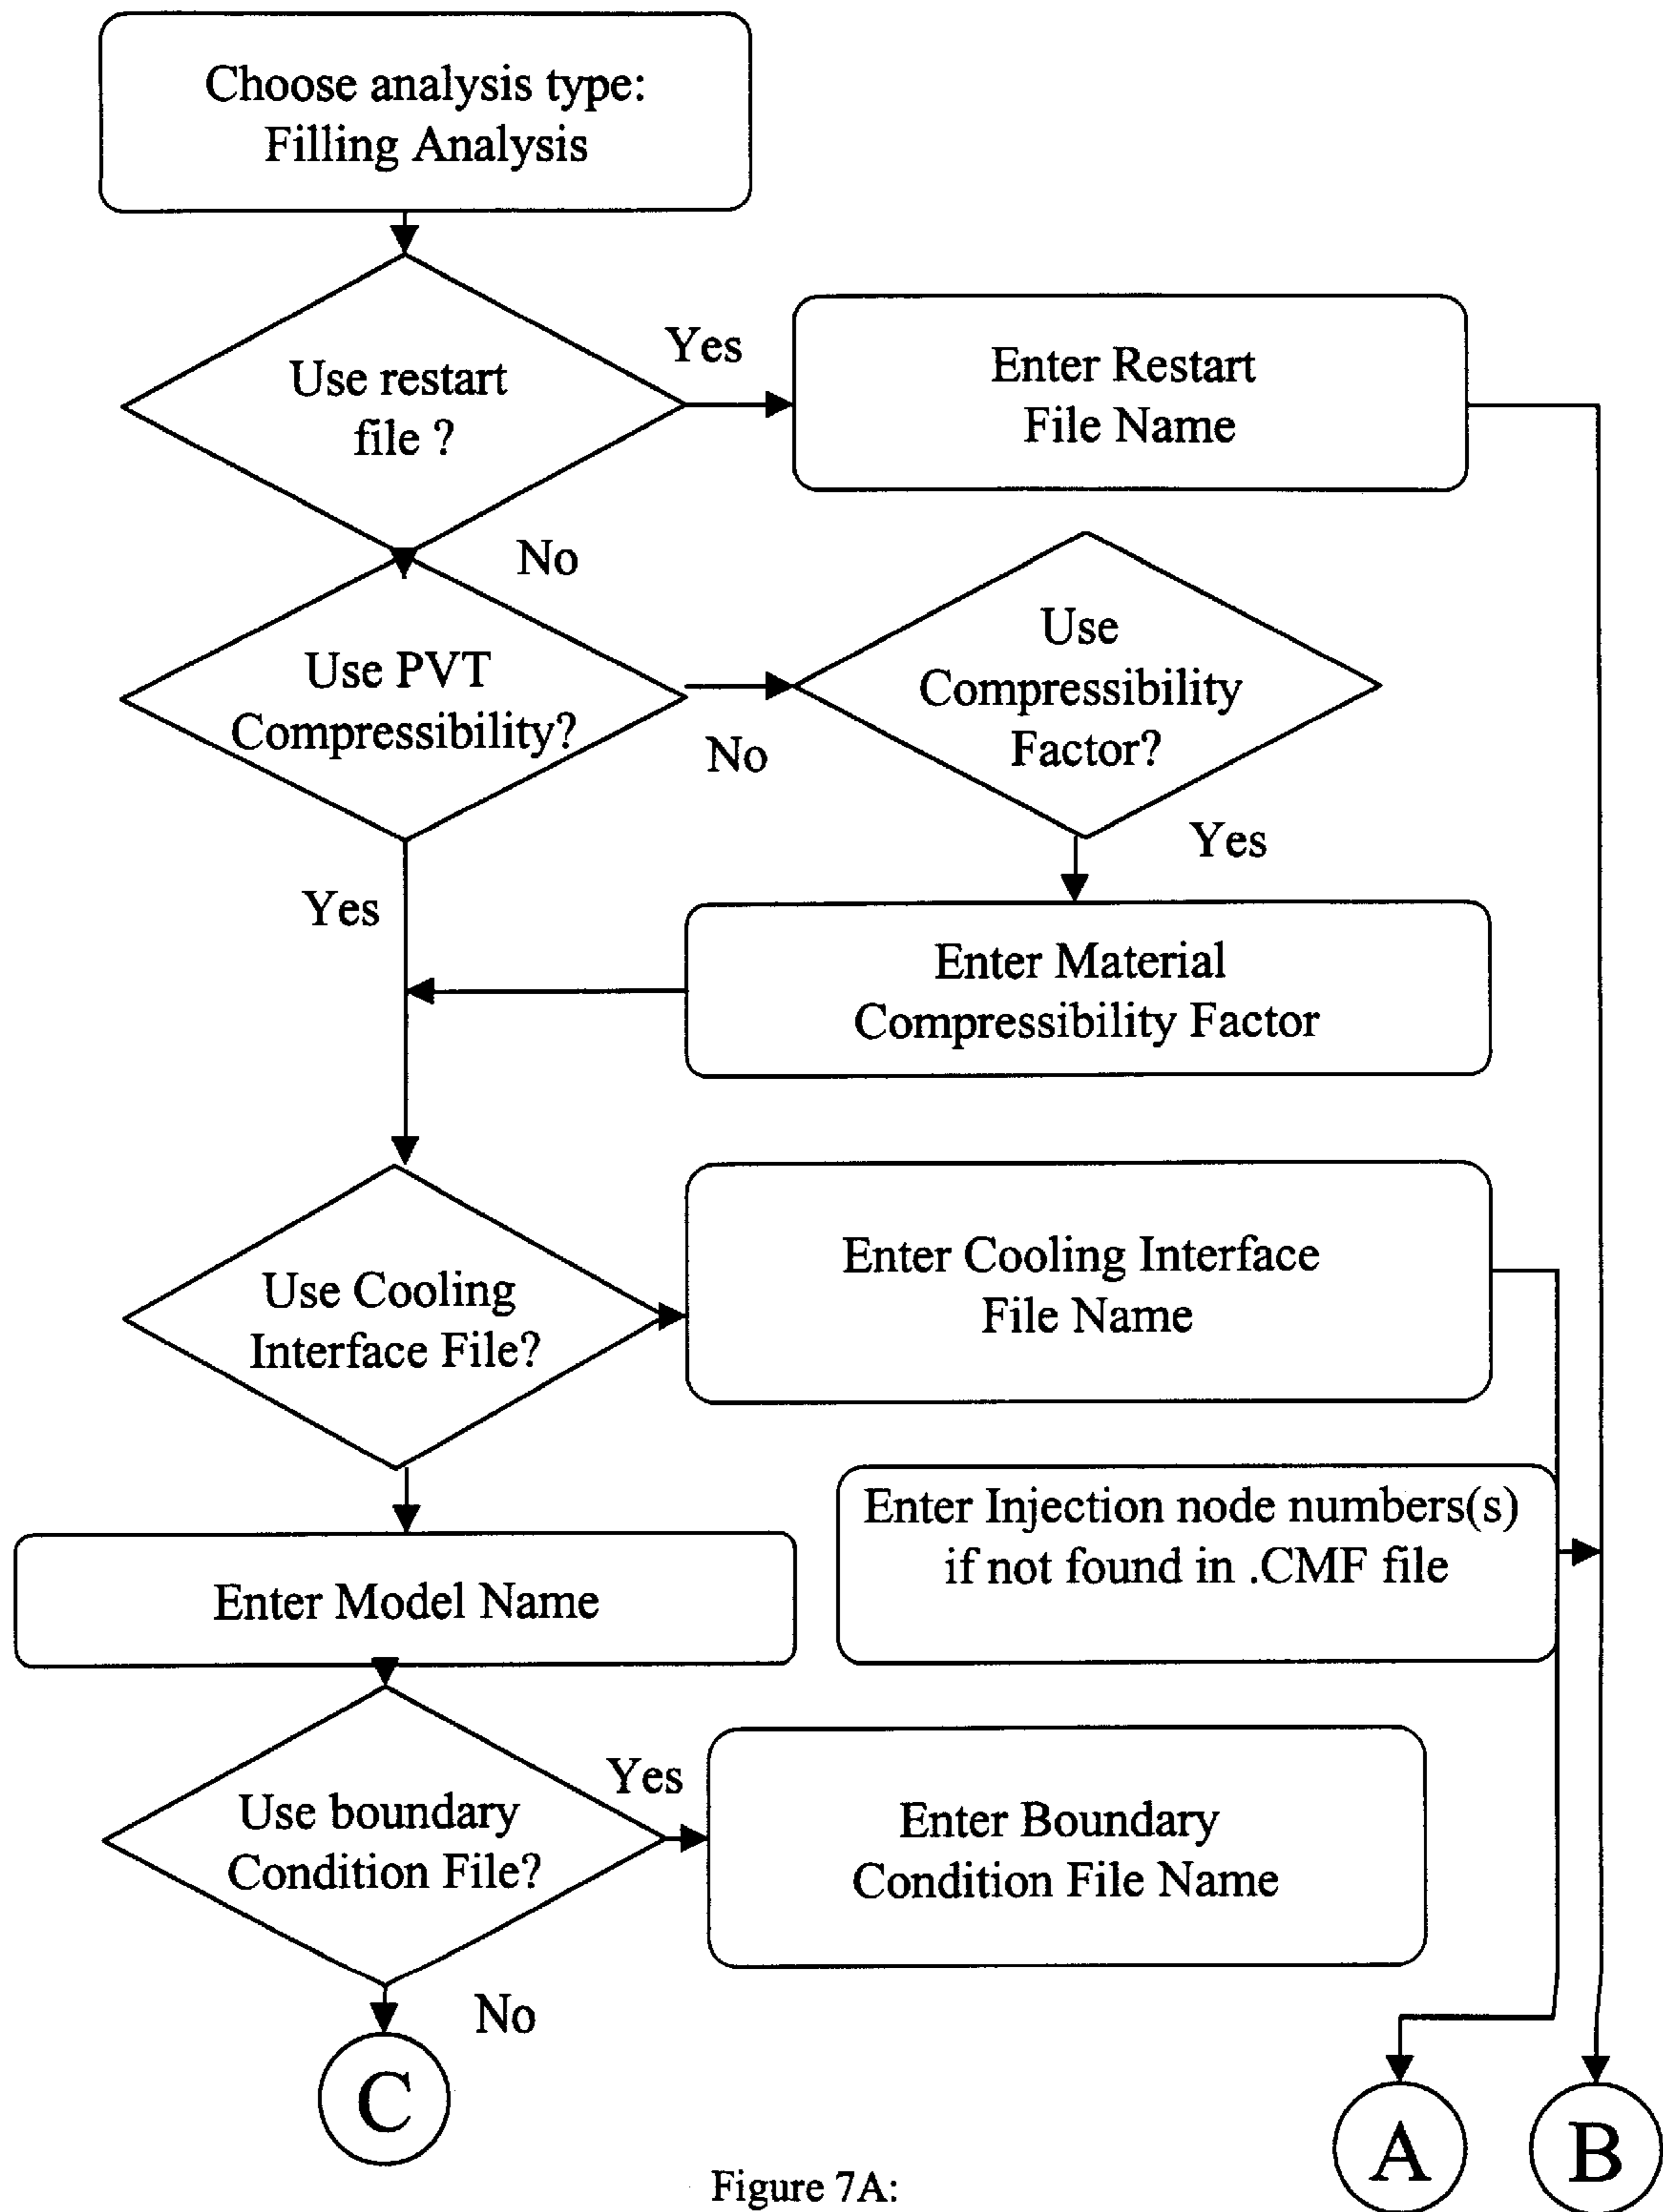 Choose analysis type:
Filling Analysis
Use restart
file ?
Yes
Enter Restart
File Name
No
Use PVT
Compressibility?
No
Use
Compressibility
Factor?
Yes
Yes
Enter Material
Compressibility Factor
Use Cooling
Interface File?
Enter Cooling Interface
File Name
Enter Injection node numbers(s)
if not found in .CMF file
Enter Model Name
Use boundary
Condition File?
Yes
Enter Boundary
Condition File Name
No
C
A
B
Figure 7A: